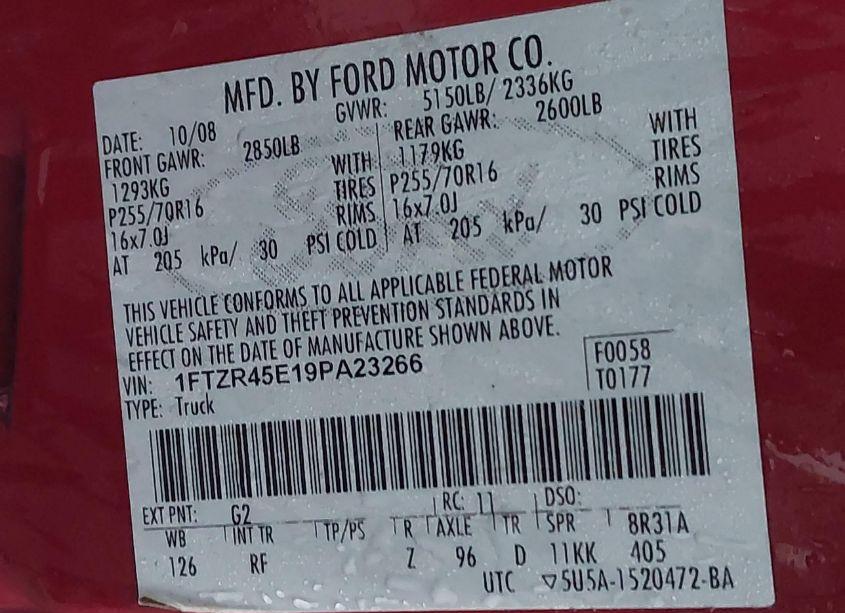 MFD. BY FORD MOTOR CO.
DATE: 10/08 GVWR: 5150LB/ 2336KG
FRONT GAWR: 2850LB REAR GAWR: 2600LB
1293KG WITH 1179KG WITH
P255/70R16 TIRES P255/70R16 TIRES
16x7.0J RIMS 16x7.0J RIMS
AT 205 kPa/ 30 PSI COLD AT 205 kPa/ 30 PSI COLD
THIS VEHICLE CONFORMS TO ALL APPLICABLE FEDERAL MOTOR
VEHICLE SAFETY AND THEFT PREVENTION STANDARDS IN
EFFECT ON THE DATE OF MANUFACTURE SHOWN ABOVE.
VIN: 1FTZR45E19PA23266 F0058
TYPE: Truck T0177
EXT PNT: G2 RC: 11 DSO:
WB INT TR TP/PS R AXLE TR SPR 8R31A
126 RF Z 96 D 11KK 405
UTC ▽5U5A-1520472-BA